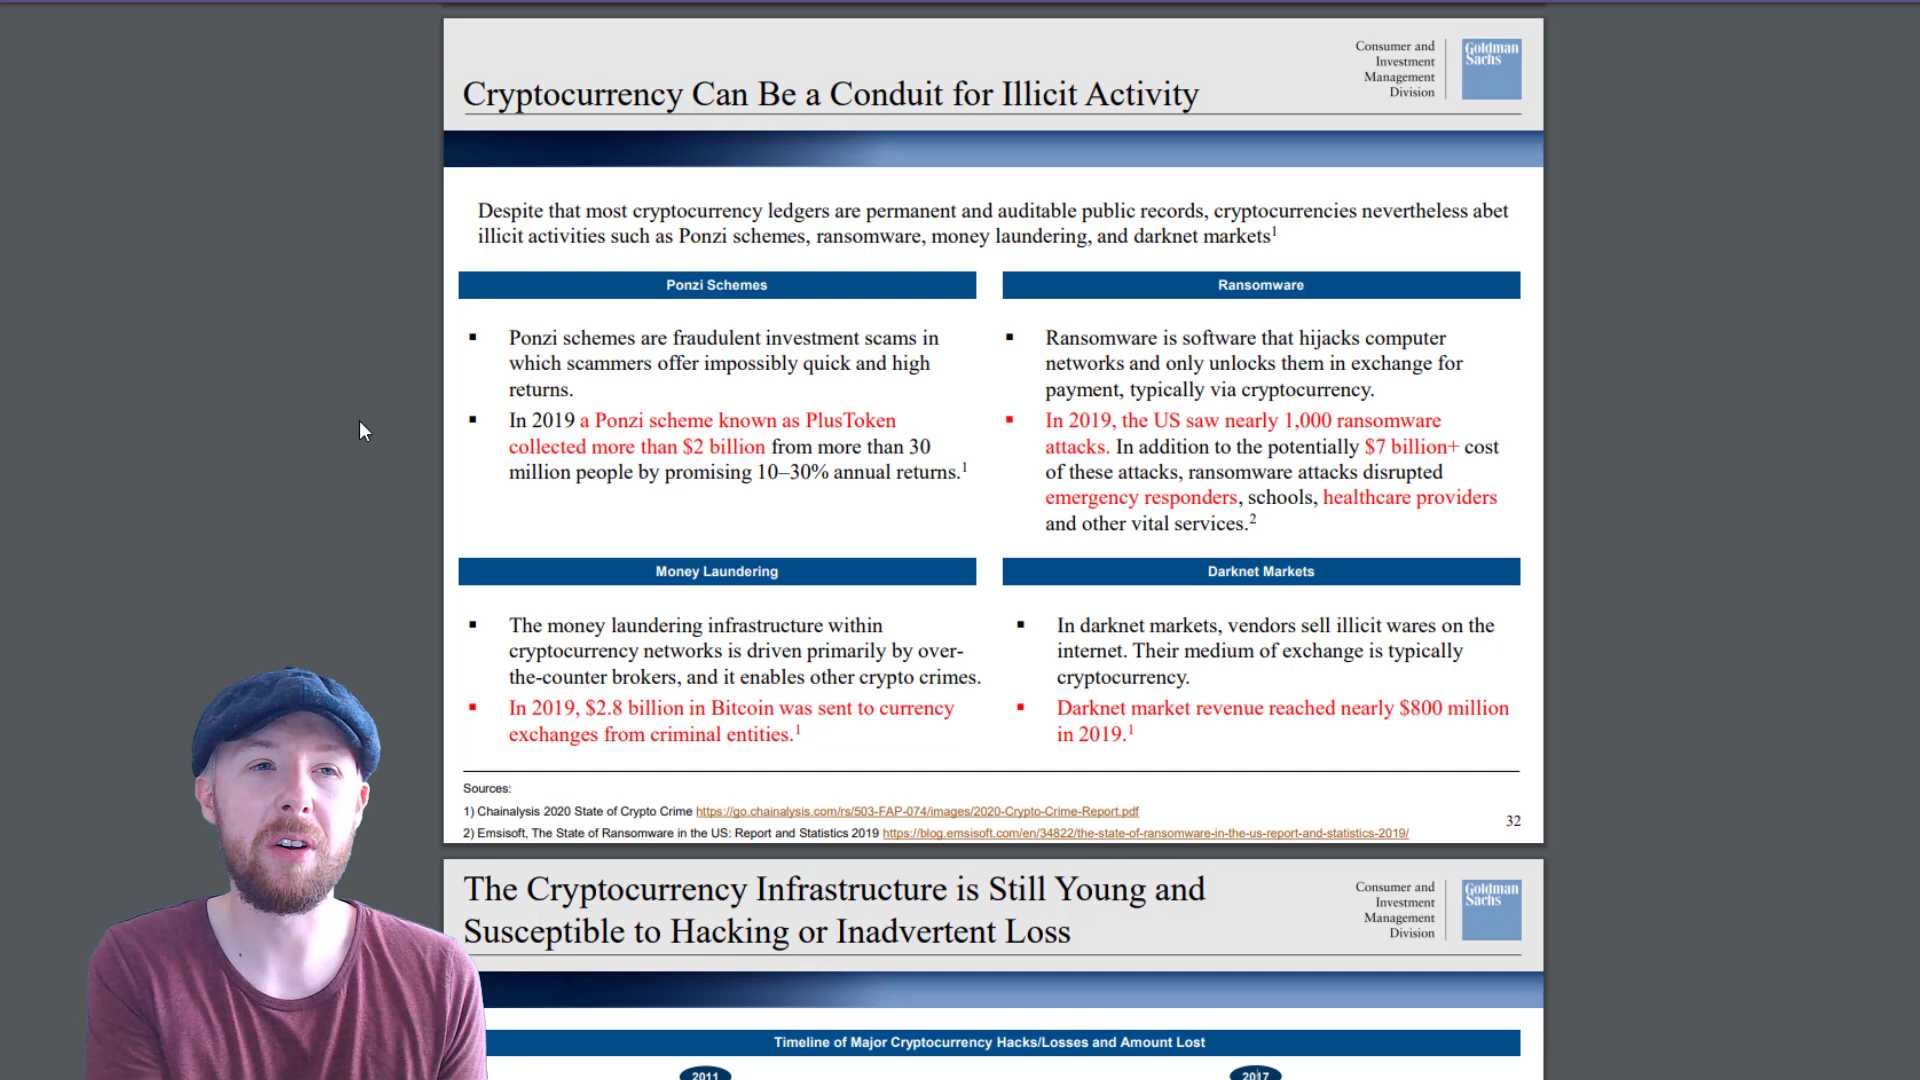 Cryptocurrency Can Be a Conduit for Illicit Activity
Consumer and
Investment
Management
Division
Goldman
Sachs
Despite that most cryptocurrency ledgers are permanent and auditable public records, cryptocurrencies nevertheless abet
illicit activities such as Ponzi schemes, ransomware, money laundering, and darknet markets1
Ponzi Schemes
▪ Ponzi schemes are fraudulent investment scams in
which scammers offer impossibly quick and high
returns.
▪ In 2019 a Ponzi scheme known as PlusToken
collected more than $2 billion from more than 30
million people by promising 10–30% annual returns.1
Ransomware
▪ Ransomware is software that hijacks computer
networks and only unlocks them in exchange for
payment, typically via cryptocurrency.
▪ In 2019, the US saw nearly 1,000 ransomware
attacks. In addition to the potentially $7 billion+ cost
of these attacks, ransomware attacks disrupted
emergency responders, schools, healthcare providers
and other vital services.2
Money Laundering
▪ The money laundering infrastructure within
cryptocurrency networks is driven primarily by over-
the-counter brokers, and it enables other crypto crimes.
▪ In 2019, $2.8 billion in Bitcoin was sent to currency
exchanges from criminal entities.1
Darknet Markets
▪ In darknet markets, vendors sell illicit wares on the
internet. Their medium of exchange is typically
cryptocurrency.
▪ Darknet market revenue reached nearly $800 million
in 2019.1
Sources:
1) Chainalysis 2020 State of Crypto Crime https://go.chainalysis.com/rs/503-FAP-074/images/2020-Crypto-Crime-Report.pdf
2) Emsisoft, The State of Ransomware in the US: Report and Statistics 2019 https://blog.emsisoft.com/en/34822/the-state-of-ransomware-in-the-us-report-and-statistics-2019/
32
The Cryptocurrency Infrastructure is Still Young and
Susceptible to Hacking or Inadvertent Loss
Consumer and
Investment
Management
Division
Goldman
Sachs
Timeline of Major Cryptocurrency Hacks/Losses and Amount Lost
2011
2017